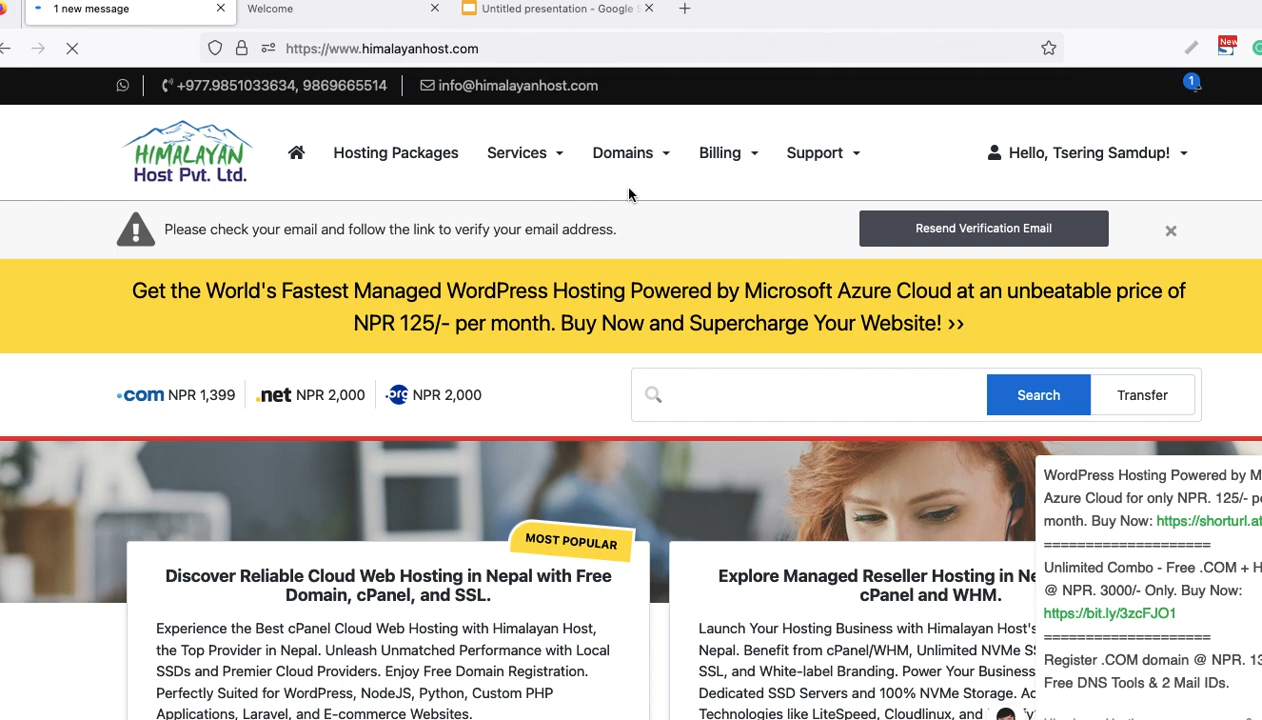 1 new message
Welcome
Untitled presentation - Google
https://www.himalayanhost.com
New
+977.9851033634, 9869665514
info@himalayanhost.com
1
HIMALAYAN
Host Pvt. Ltd.
Hosting Packages
Services
Domains
Billing
Support
Hello, Tsering Samdup!
Please check your email and follow the link to verify your email address.
Resend Verification Email
Get the World's Fastest Managed WordPress Hosting Powered by Microsoft Azure Cloud at an unbeatable price of
NPR 125/- per month. Buy Now and Supercharge Your Website! ››
.com NPR 1,399
.net NPR 2,000
.org NPR 2,000
Search
Transfer
MOST POPULAR
Discover Reliable Cloud Web Hosting in Nepal with Free
Domain, cPanel, and SSL.
Experience the Best cPanel Cloud Web Hosting with Himalayan Host,
the Top Provider in Nepal. Unleash Unmatched Performance with Local
SSDs and Premier Cloud Providers. Enjoy Free Domain Registration.
Perfectly Suited for WordPress, NodeJS, Python, Custom PHP
Applications, Laravel, and E-commerce Websites.
Explore Managed Reseller Hosting in Ne
cPanel and WHM.
Launch Your Hosting Business with Himalayan Host's
Nepal. Benefit from cPanel/WHM, Unlimited NVMe S
SSL, and White-label Branding. Power Your Business
Dedicated SSD Servers and 100% NVMe Storage. Ac
Technologies like LiteSpeed, Cloudlinux, and
WordPress Hosting Powered by M
Azure Cloud for only NPR. 125/- pe
month. Buy Now: https://shorturl.at
====================
Unlimited Combo - Free .COM + H
@ NPR. 3000/- Only. Buy Now:
https://bit.ly/3zcFJO1
====================
Register .COM domain @ NPR. 13
Free DNS Tools & 2 Mail IDs.